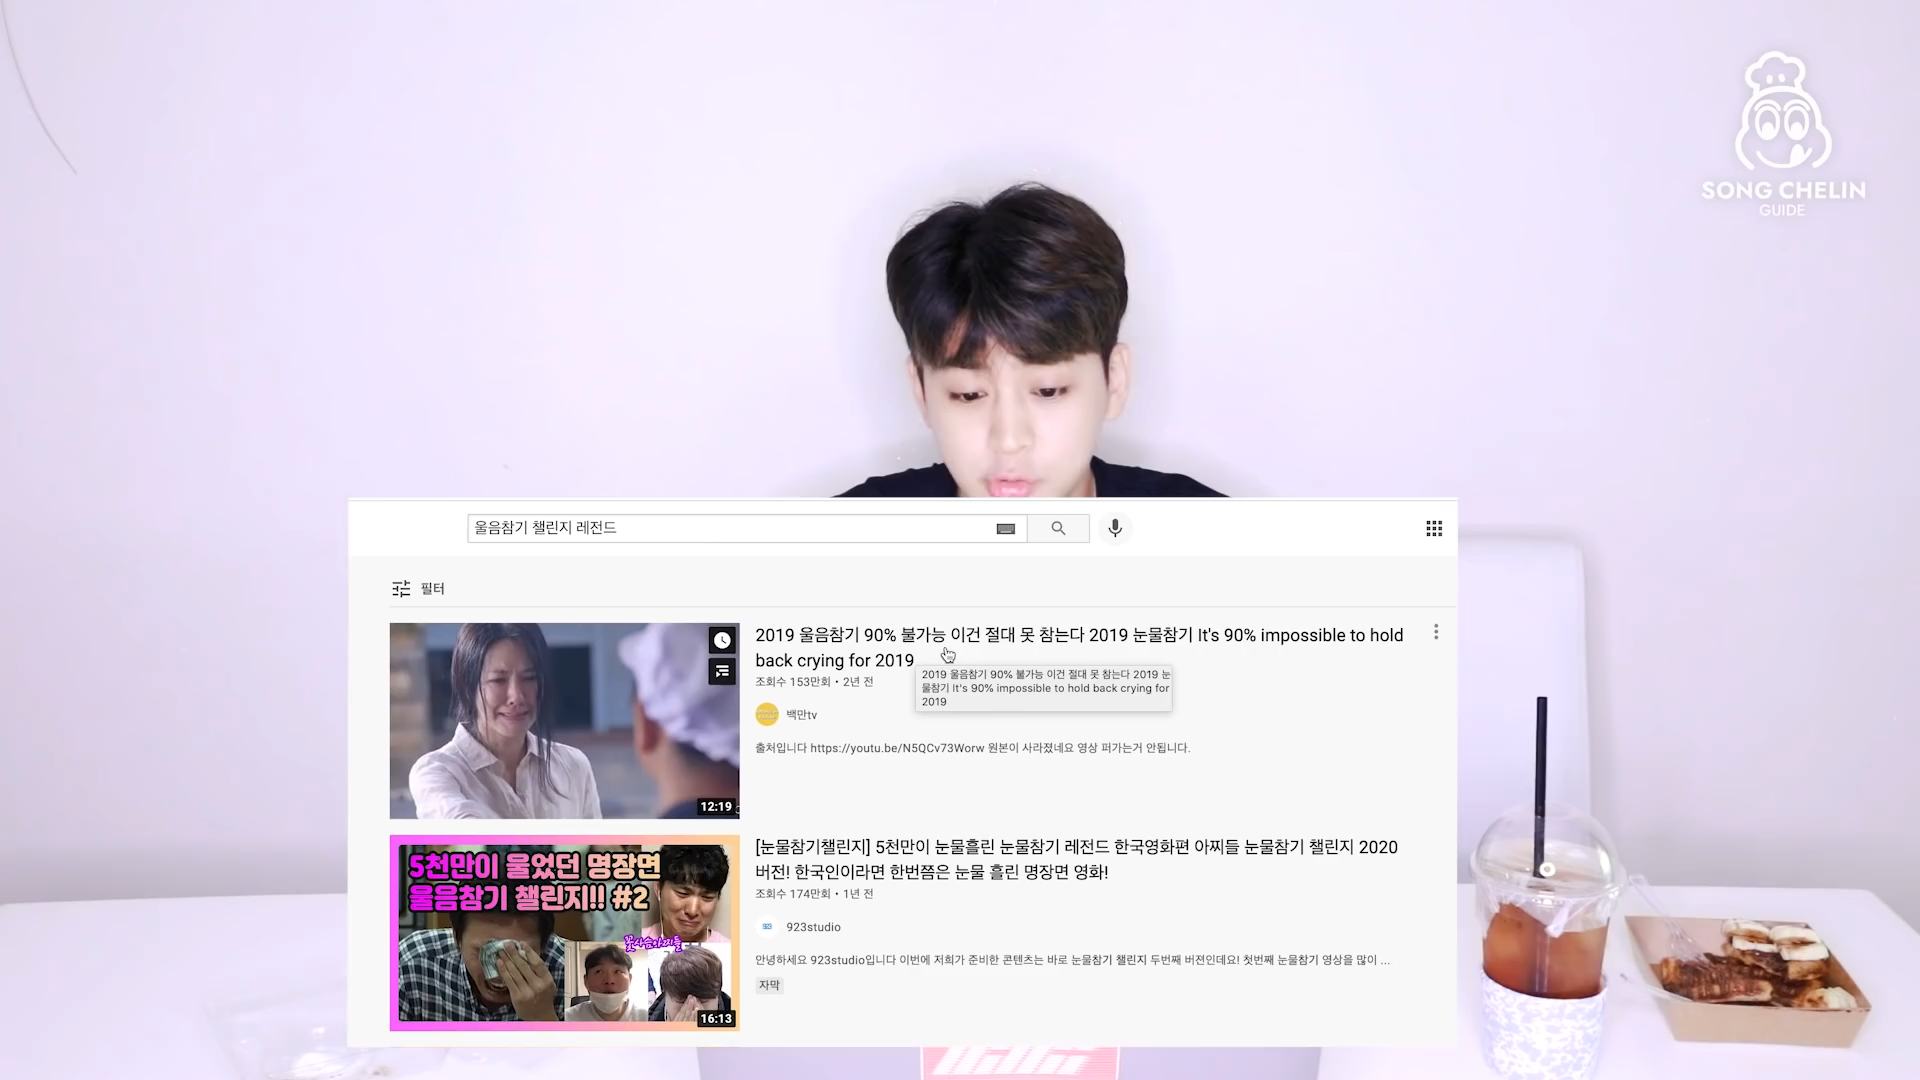 SONG CHELIN
GUIDE
울음참기 챌린지 레전드
필터
2019 울음참기 90% 불가능 이건 절대 못 참는다 2019 눈물참기 It's 90% impossible to hold
back crying for 2019
조회수 153만회 • 2년 전
2019 울음참기 90% 불가능 이건 절대 못 참는다 2019 눈
물참기 It's 90% impossible to hold back crying for
2019
백만tv
출처입니다 https://youtu.be/N5QCv73Worw 원본이 사라졌네요 영상 퍼가는거 안됩니다.
12:19
[눈물참기챌린지] 5천만이 눈물흘린 눈물참기 레전드 한국영화편 아찌들 눈물참기 챌린지 2020
버전! 한국인이라면 한번쯤은 눈물 흘린 명장면 영화!
조회수 174만회 • 1년 전
923studio
안녕하세요 923studio입니다 이번에 저희가 준비한 콘텐츠는 바로 눈물참기 챌린지 두번째 버젼인데요! 첫번째 눈물참기 영상을 많이 ...
자막
5천만이 울었던 명장면
울음참기 챌린지!! #2
16:13